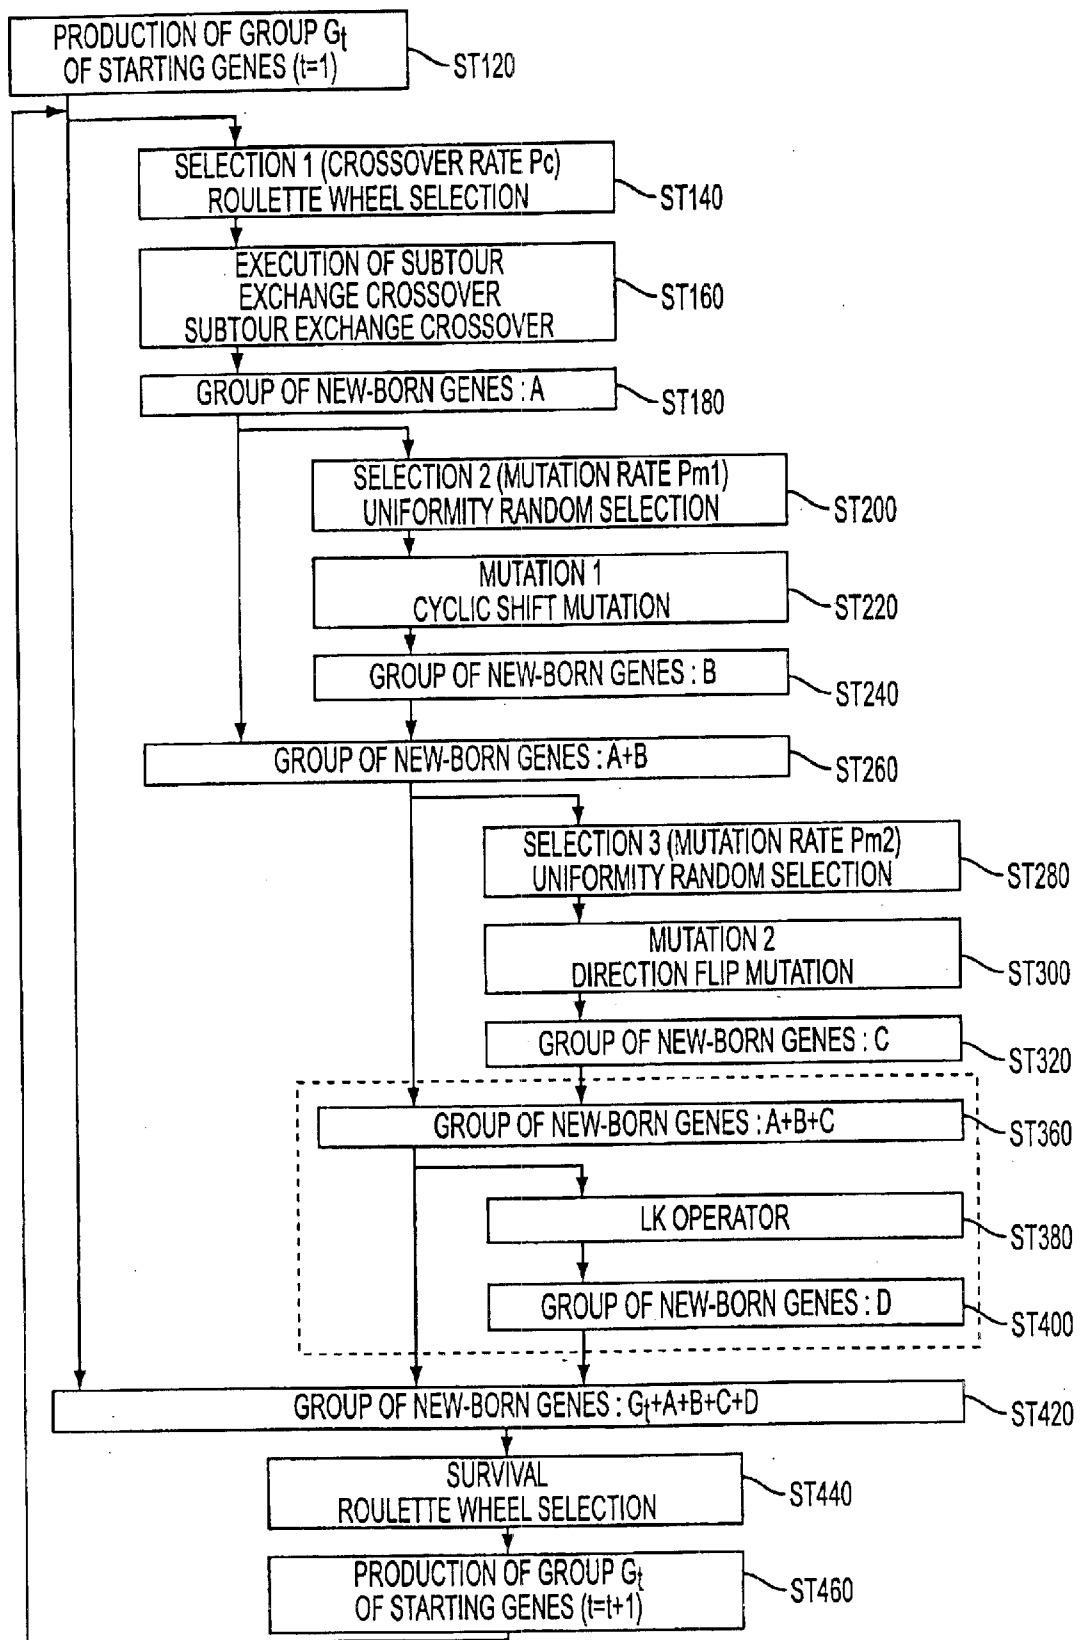 PRODUCTION OF GROUP Gt
OF STARTING GENES (t=1)
ST120
SELECTION 1 (CROSSOVER RATE Pc)
ROULETTE WHEEL SELECTION
ST140
EXECUTION OF SUBTOUR
EXCHANGE CROSSOVER
SUBTOUR EXCHANGE CROSSOVER
ST160
GROUP OF NEW-BORN GENES : A
ST180
SELECTION 2 (MUTATION RATE Pm1)
UNIFORMITY RANDOM SELECTION
ST200
MUTATION 1
CYCLIC SHIFT MUTATION
ST220
GROUP OF NEW-BORN GENES : B
ST240
GROUP OF NEW-BORN GENES : A+B
ST260
SELECTION 3 (MUTATION RATE Pm2)
UNIFORMITY RANDOM SELECTION
ST280
MUTATION 2
DIRECTION FLIP MUTATION
ST300
GROUP OF NEW-BORN GENES : C
ST320
GROUP OF NEW-BORN GENES : A+B+C
ST360
LK OPERATOR
ST380
GROUP OF NEW-BORN GENES : D
ST400
GROUP OF NEW-BORN GENES : Gt+A+B+C+D
ST420
SURVIVAL
ROULETTE WHEEL SELECTION
ST440
PRODUCTION OF GROUP Gt
OF STARTING GENES (t=t+1)
ST460